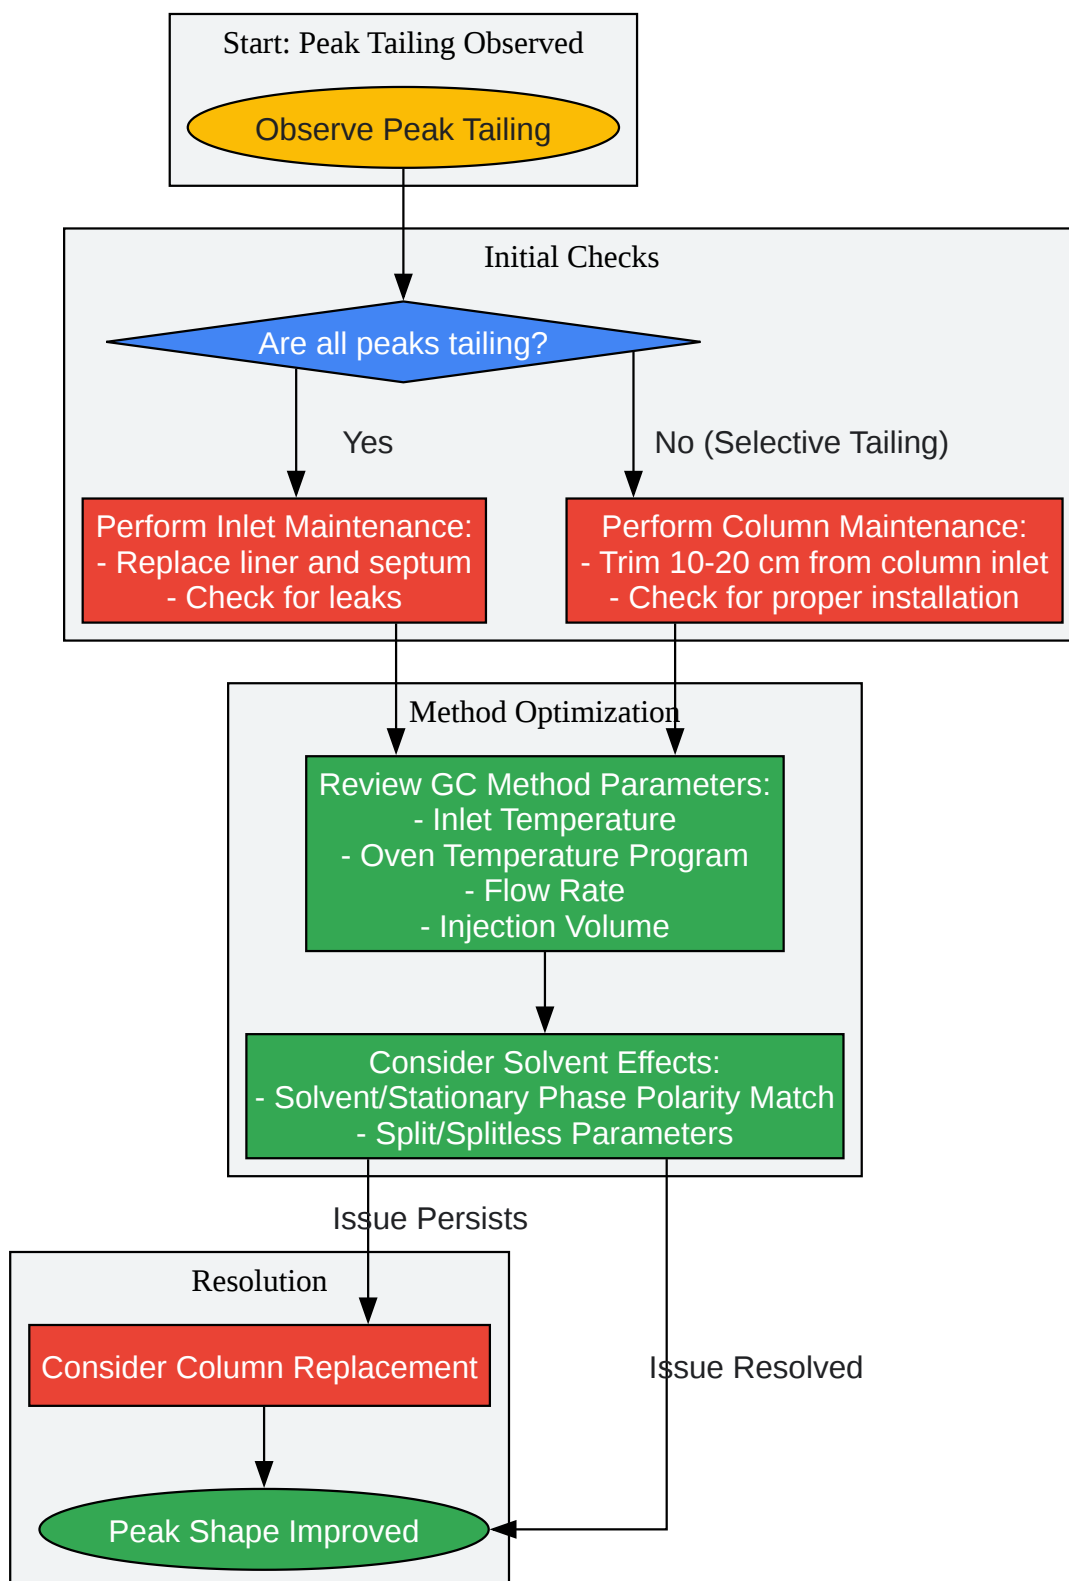 Start: Peak Tailing Observed
Observe Peak Tailing
Initial Checks
Are all peaks tailing?
Yes
No (Selective Tailing)
Perform Inlet Maintenance:
- Replace liner and septum
- Check for leaks
Perform Column Maintenance:
- Trim 10-20 cm from column inlet
- Check for proper installation
Method Optimization
Review GC Method Parameters:
- Inlet Temperature
- Oven Temperature Program
- Flow Rate
- Injection Volume
Consider Solvent Effects:
- Solvent/Stationary Phase Polarity Match
- Split/Splitless Parameters
Issue Persists
Resolution
Consider Column Replacement
Issue Resolved
Peak Shape Improved